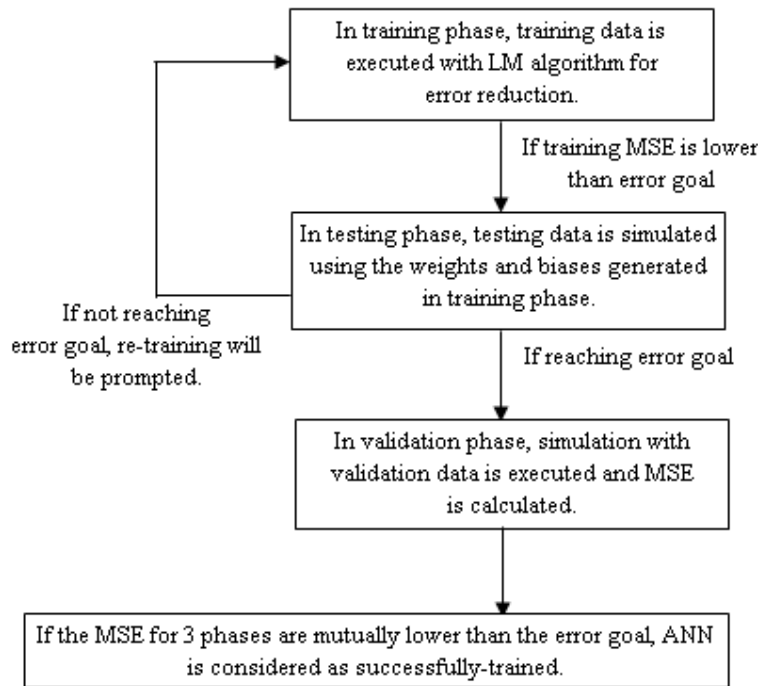 In training phase, training data is
executed with LM algorithm for
error reduction.
If training MSE is lower
than error goal
In testing phase, testing data is simulated
using the weights and biases generated
in training phase.
If not reaching
error goal, re-training will
be prompted.
If reaching error goal
In validation phase, simulation with
validation data is executed and MSE
is calculated.
If the MSE for 3 phases are mutually lower than the error goal, ANN
is considered as successfully-trained.